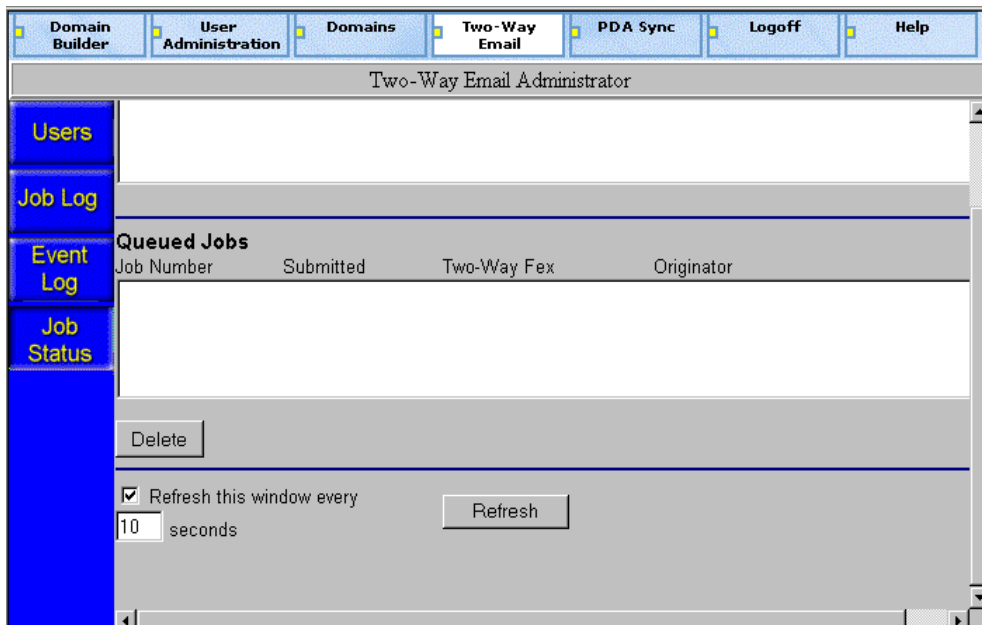 Domain
Builder
User
Administration
Domains
Two-Way
Email
PDA Sync
Logoff
Help
Two-Way Email Administrator
Users
Job Log
Event
Log
Job
Status
Queued Jobs
Job Number Submitted Two-Way Fex Originator
Delete
Refresh this window every
10 seconds
Refresh